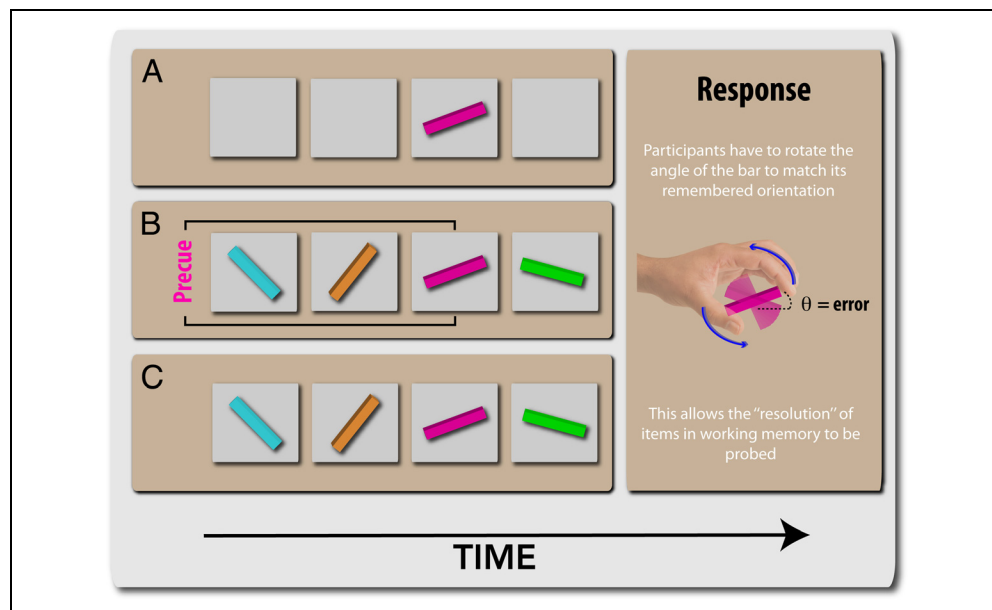 A
B
Precue
C
Response
Participants have to rotate the
angle of the bar to match its
remembered orientation
θ = error
This allows the "resolution" of
items in working memory to be
probed
TIME